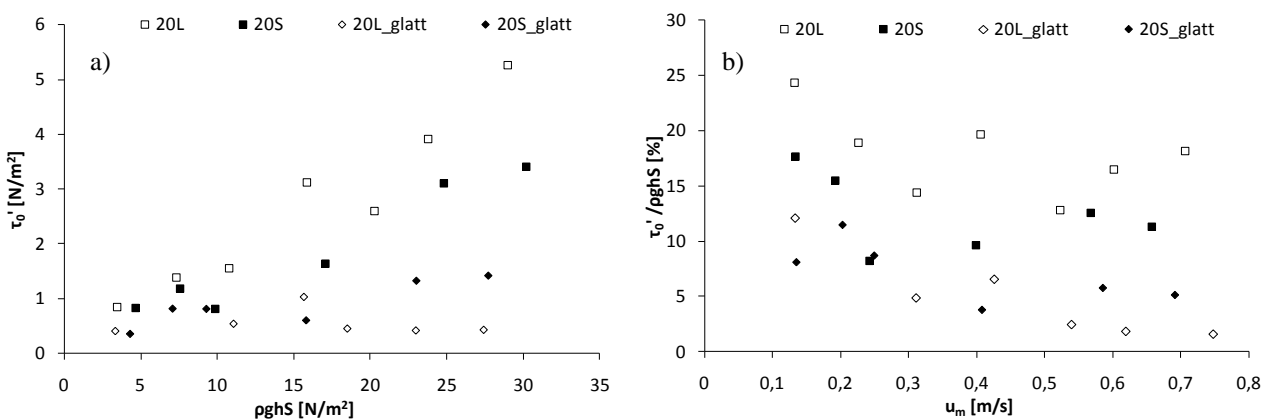 20L 20S 20L_glatt 20S_glatt
a)
6
5
4
3
2
1
0
τ₀' [N/m²]
0 5 10 15 20 25 30 35
ρghS [N/m²]
20L 20S 20L_glatt 20S_glatt
b)
30
25
20
15
10
5
0
τ₀' /ρghS [%]
0 0,1 0,2 0,3 0,4 0,5 0,6 0,7 0,8
uₘ [m/s]